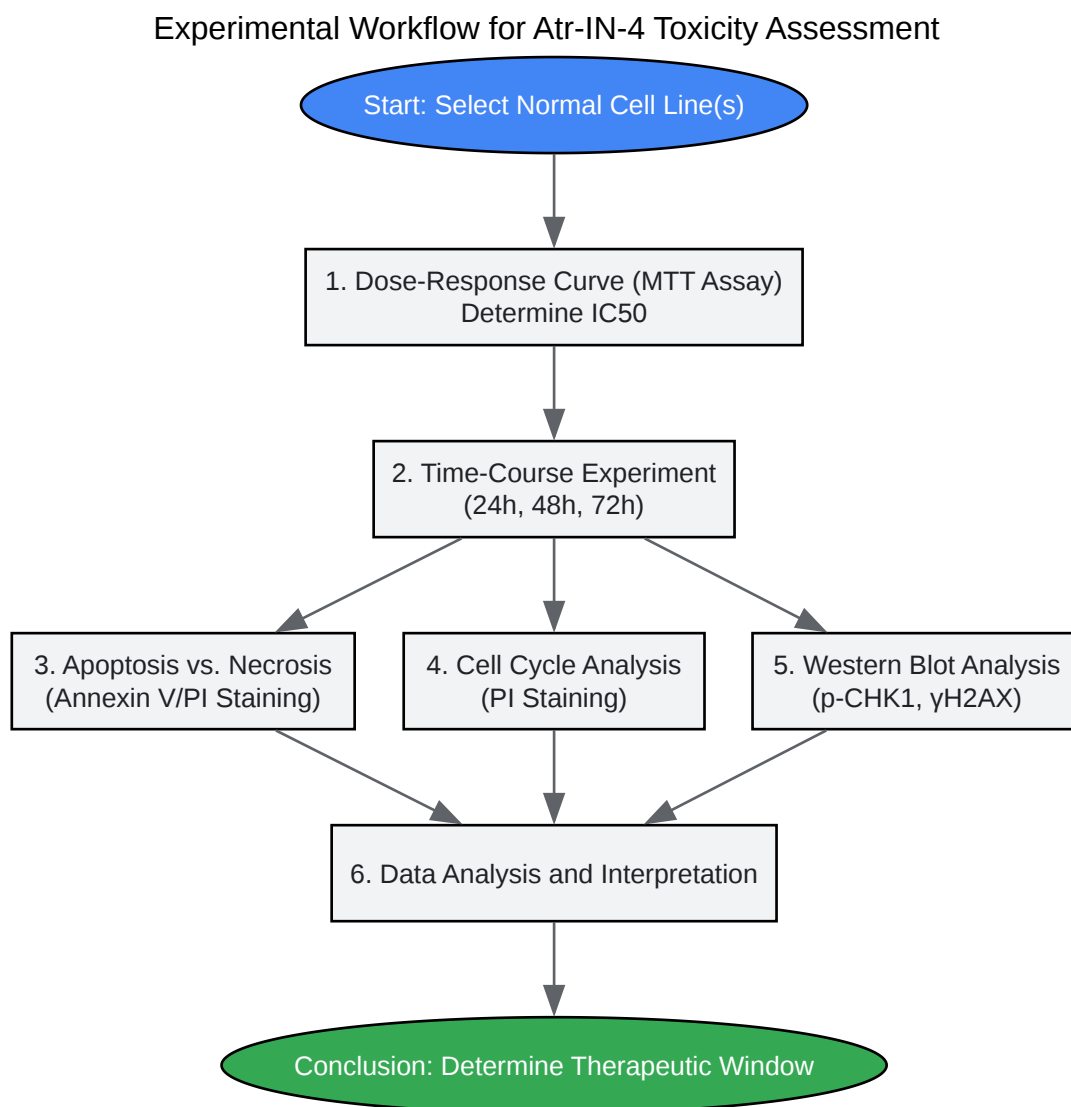 Experimental Workflow for Atr-IN-4 Toxicity Assessment
Start: Select Normal Cell Line(s)
1. Dose-Response Curve (MTT Assay)
Determine IC50
2. Time-Course Experiment
(24h, 48h, 72h)
3. Apoptosis vs. Necrosis
(Annexin V/PI Staining)
4. Cell Cycle Analysis
(PI Staining)
5. Western Blot Analysis
(p-CHK1, γH2AX)
6. Data Analysis and Interpretation
Conclusion: Determine Therapeutic Window